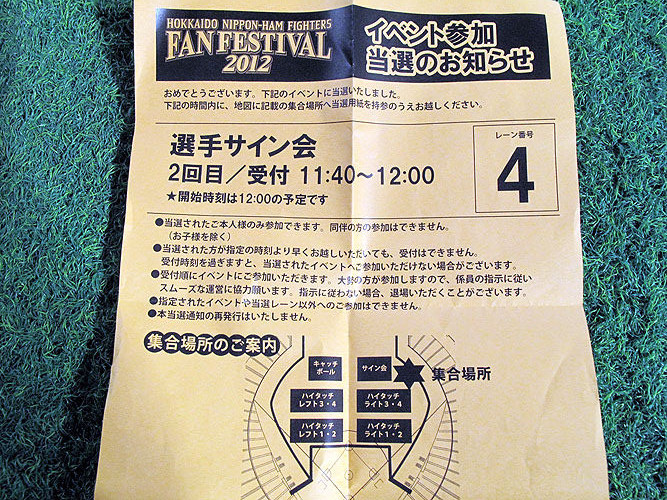 HOKKAIDO NIPPON-HAM FIGHTERS
FAN FESTIVAL
2012
イベント参加
当選のお知らせ
おめでとうございます。下記のイベントに当選いたしました。
下記の時間内に、地図に記載の集合場所へ当選用紙を持参のうえお越しください。
選手サイン会
2回目／受付 11:40〜12:00
★開始時刻は12:00の予定です
レーン番号
4
●当選されたご本人様のみ参加できます。同伴の方の参加はできません。
（お子様を除く）
●当選された方が指定の時刻より早くお越しいただいても、受付はできません。
受付時刻を過ぎますと、当選されたイベントへご参加いただけない場合がございます。
●受付順にイベントにご参加いただきます。大勢の方が参加しますので、係員の指示に従い
スムーズな運営に協力願います。指示に従わない場合、退場いただくことがございます。
●指定されたイベントや当選レーン以外へのご参加はできません。
●本当選通知の再発行はいたしません。
集合場所のご案内
キャッチ
ボール
サイン会
集合場所
ハイタッチ
レフト3・4
ハイタッチ
ライト3・4
ハイタッチ
レフト1・2
ハイタッチ
ライト1・2